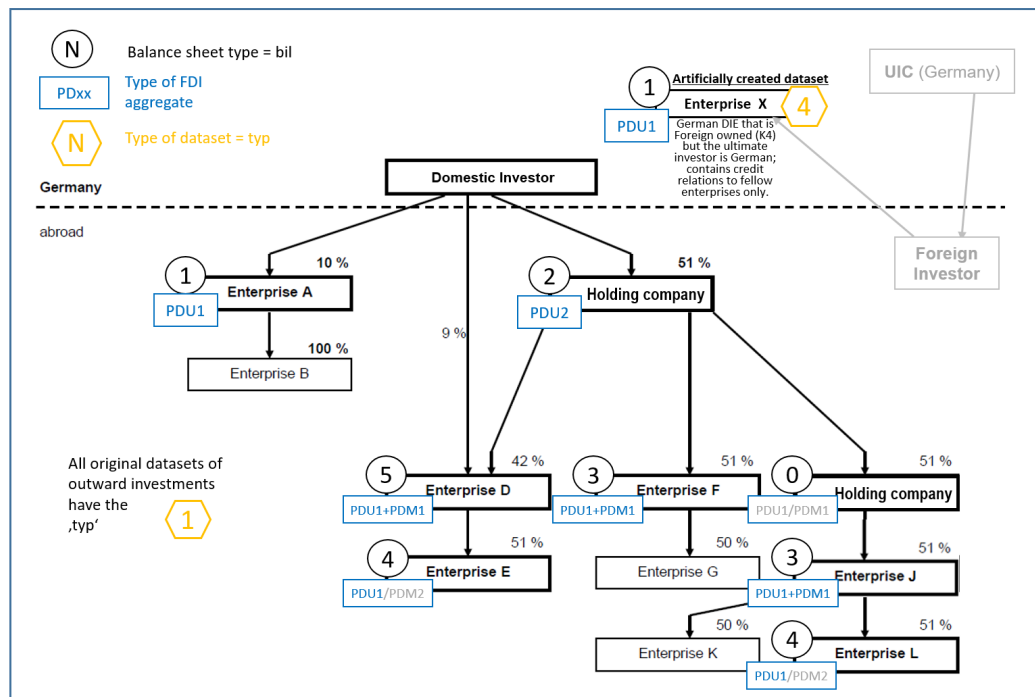 N
Balance sheet type = bil
PDxx
Type of FDI
aggregate
N
Type of dataset = typ
Artificially created dataset
1
Enterprise X
4
PDU1
German DIE that is
Foreign owned (K4)
but the ultimate
investor is German;
contains credit
relations to fellow
enterprises only.
UIC (Germany)
Germany
Domestic Investor
abroad
Foreign
Investor
10 %
1
Enterprise A
PDU1
51 %
2
Holding company
PDU2
9 %
100 %
Enterprise B
All original datasets of
outward investments
have the
‚typ‘
1
42 %
5
Enterprise D
PDU1+PDM1
51 %
3
Enterprise F
PDU1+PDM1
51 %
0
Holding company
PDU1/PDM1
51 %
4
Enterprise E
PDU1/PDM2
50 %
Enterprise G
51 %
3
Enterprise J
PDU1+PDM1
50 %
Enterprise K
51 %
4
Enterprise L
PDU1/PDM2